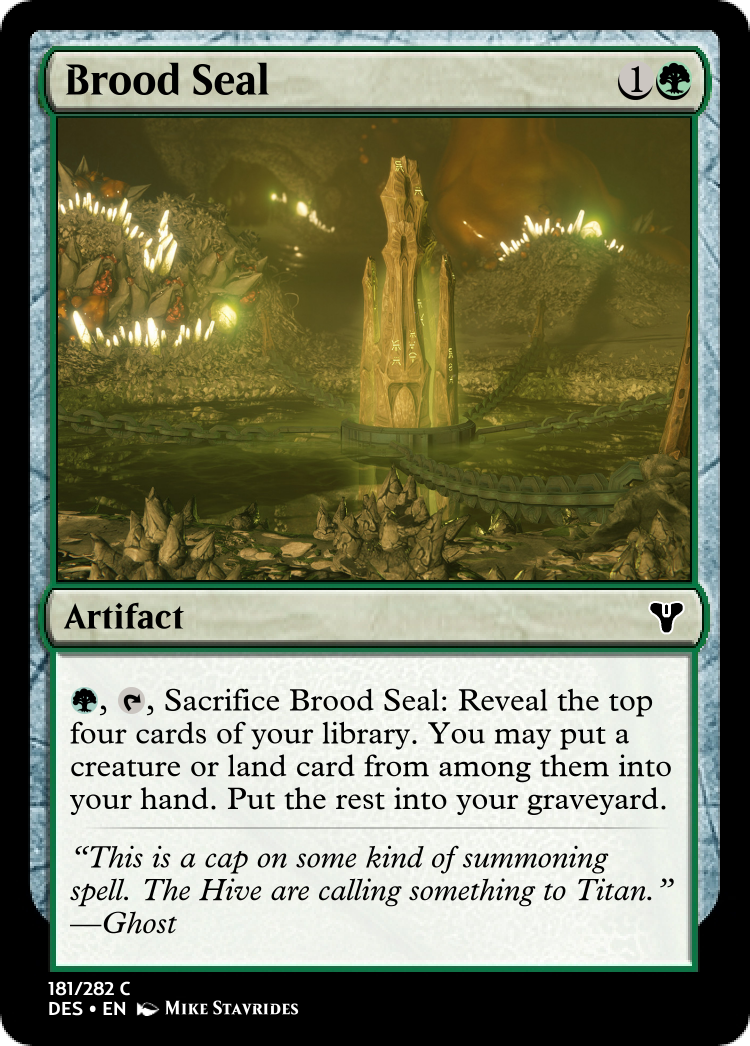 Brood Seal 1
Artifact
, , Sacrifice Brood Seal: Reveal the top
four cards of your library. You may put a
creature or land card from among them into
your hand. Put the rest into your graveyard.
“This is a cap on some kind of summoning
spell. The Hive are calling something to Titan.”
—Ghost
181/282 C
DES • EN Mike Stavrides